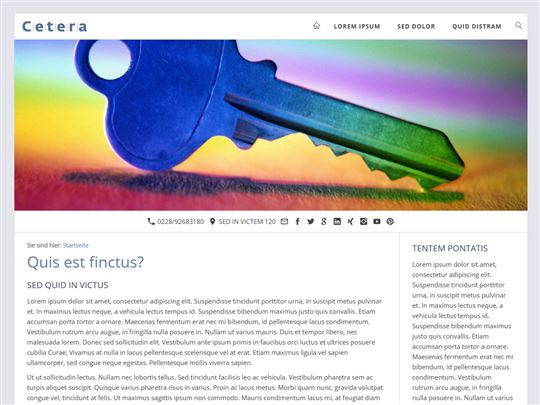 Cetera
LOREM IPSUM SED DOLOR QUID DISTRAM
0228/92683180 SED IN VICTEM 120
Sie sind hier: Startseite
Quis est finctus?
SED QUID IN VICTUS
Lorem ipsum dolor sit amet, consectetur adipiscing elit. Suspendisse tincidunt porttitor urna, in suscipit metus pulvinar
et. In maximus lectus neque, a vehicula lectus tempus vitae. Suspendisse bibendum maximus justo quis convallis. Etiam
accumsan porta tortor a ornare. Maecenas fermentum erat nec mi bibendum, id pellentesque lacus condimentum.
Vestibulum rutrum arcu augue, in fringilla nulla posuere in. Nullam ut mauris varius. Duis et tempor libero, nec
malesuada lorem. Donec sed sollicitudin elit. Vestibulum ante ipsum primis in faucibus orci luctus et ultrices posuere
cubilia Curae; Vivamus at nulla in lacus pellentesque scelerisque vel at erat. Etiam maximus ligula vel sapien
ullamcorper, sed congue neque egestas. Pellentesque mollis viverra sapien.
Ut ut sollicitudin lectus. Nullam nec lobortis tellus. Sed tincidunt facilisis leo ac vehicula. Vestibulum pharetra sem ac
turpis aliquet suscipit. Quisque varius pharetra risus in varius. Proin ac lacus metus. Morbi quam nunc, gravida volutpat
congue vel, tincidunt at felis. Ut maximus sagittis ipsum non commodo. Mauris condimentum mauris mi, at feugiat diam
TENTEM PONTATIS
Lorem ipsum dolor sit amet,
consectetur adipiscing elit.
Suspendisse tincidunt porttitor
urna, in suscipit metus pulvinar
et. In maximus lectus neque, a
vehicula lectus tempus vitae.
Suspendisse bibendum maximus
justo quis convallis. Etiam
accumsan porta tortor a ornare.
Maecenas fermentum erat nec mi
bibendum, id pellentesque lacus
condimentum. Vestibulum
rutrum arcu augue, in fringilla
nulla posuere in. Nullam ut
mauris varius. Duis et tempor